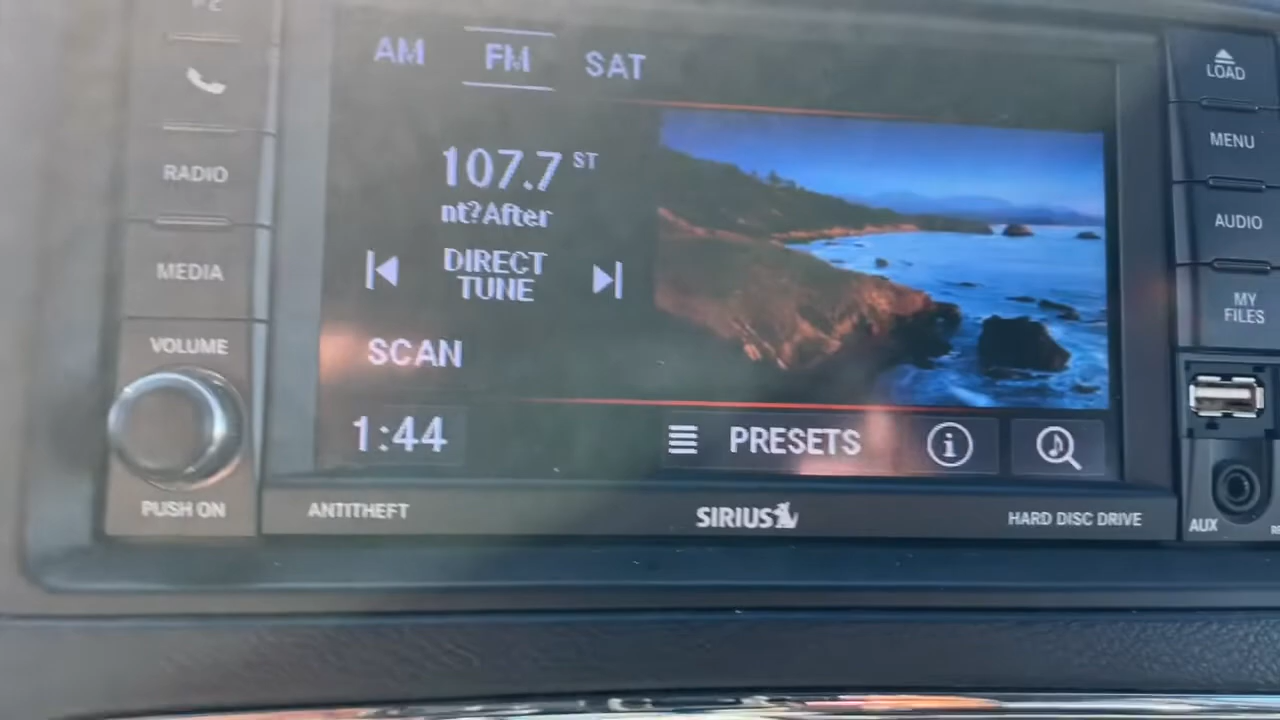 AM FM SAT
LOAD
RADIO
MENU
107.7 ST
nt?After
AUDIO
MEDIA
DIRECT
TUNE
MY
FILES
VOLUME
SCAN
1:44
PRESETS
i
PUSH ON
ANTITHEFT
SIRIUS
HARD DISC DRIVE
AUX